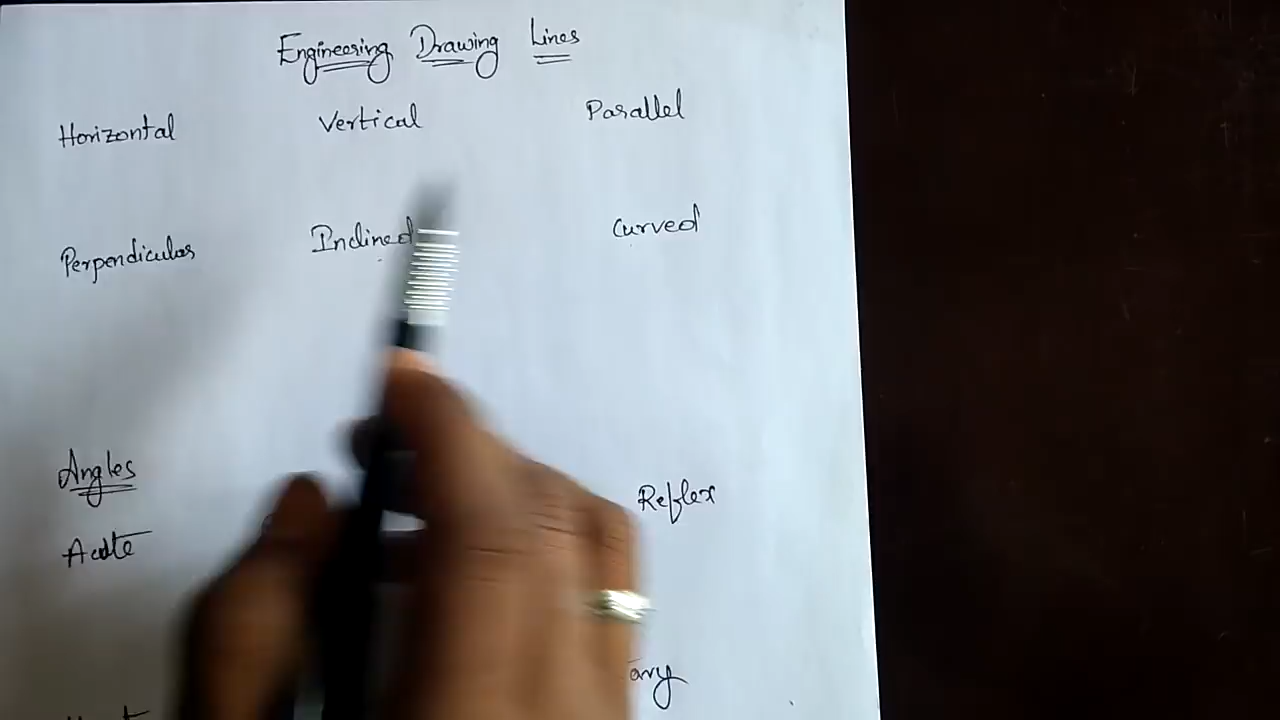 Engineering Drawing Lines
Horizontal Vertical Parallel
Perpendicular Inclined Curved
Angles
Reflex
Acute